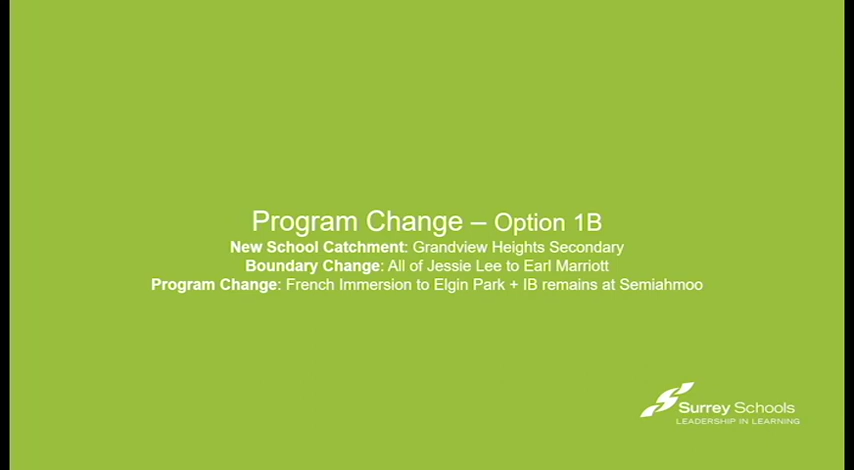 Program Change – Option 1B
New School Catchment: Grandview Heights Secondary
Boundary Change: All of Jessie Lee to Earl Marriott
Program Change: French Immersion to Elgin Park + IB remains at Semiahmoo
Surrey Schools
LEADERSHIP IN LEARNING